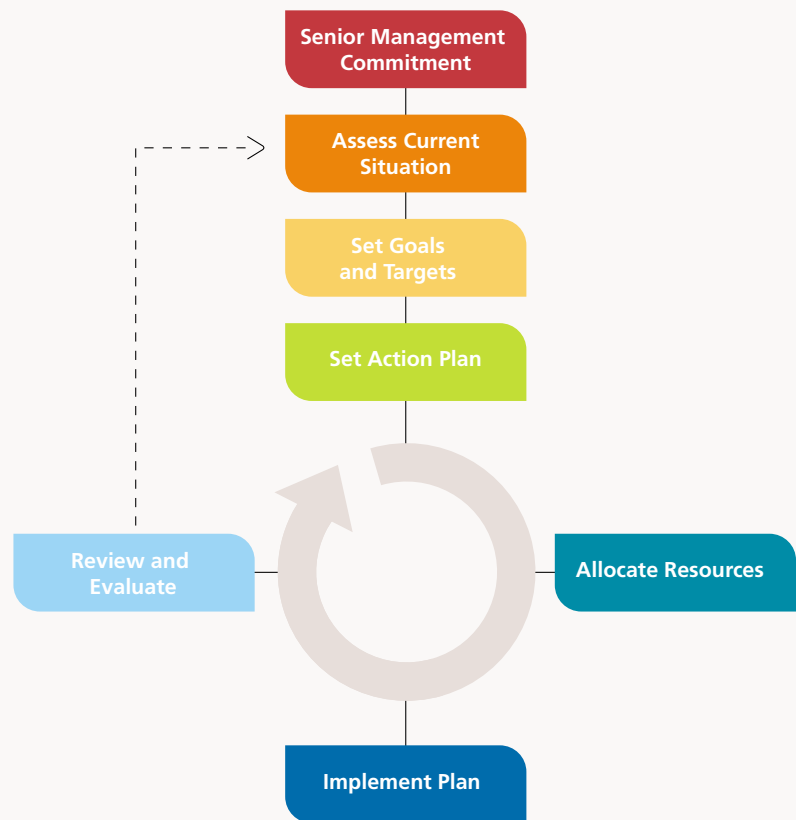 Senior Management
Commitment
Assess Current
Situation
Set Goals
and Targets
Set Action Plan
Review and
Evaluate
Allocate Resources
Implement Plan